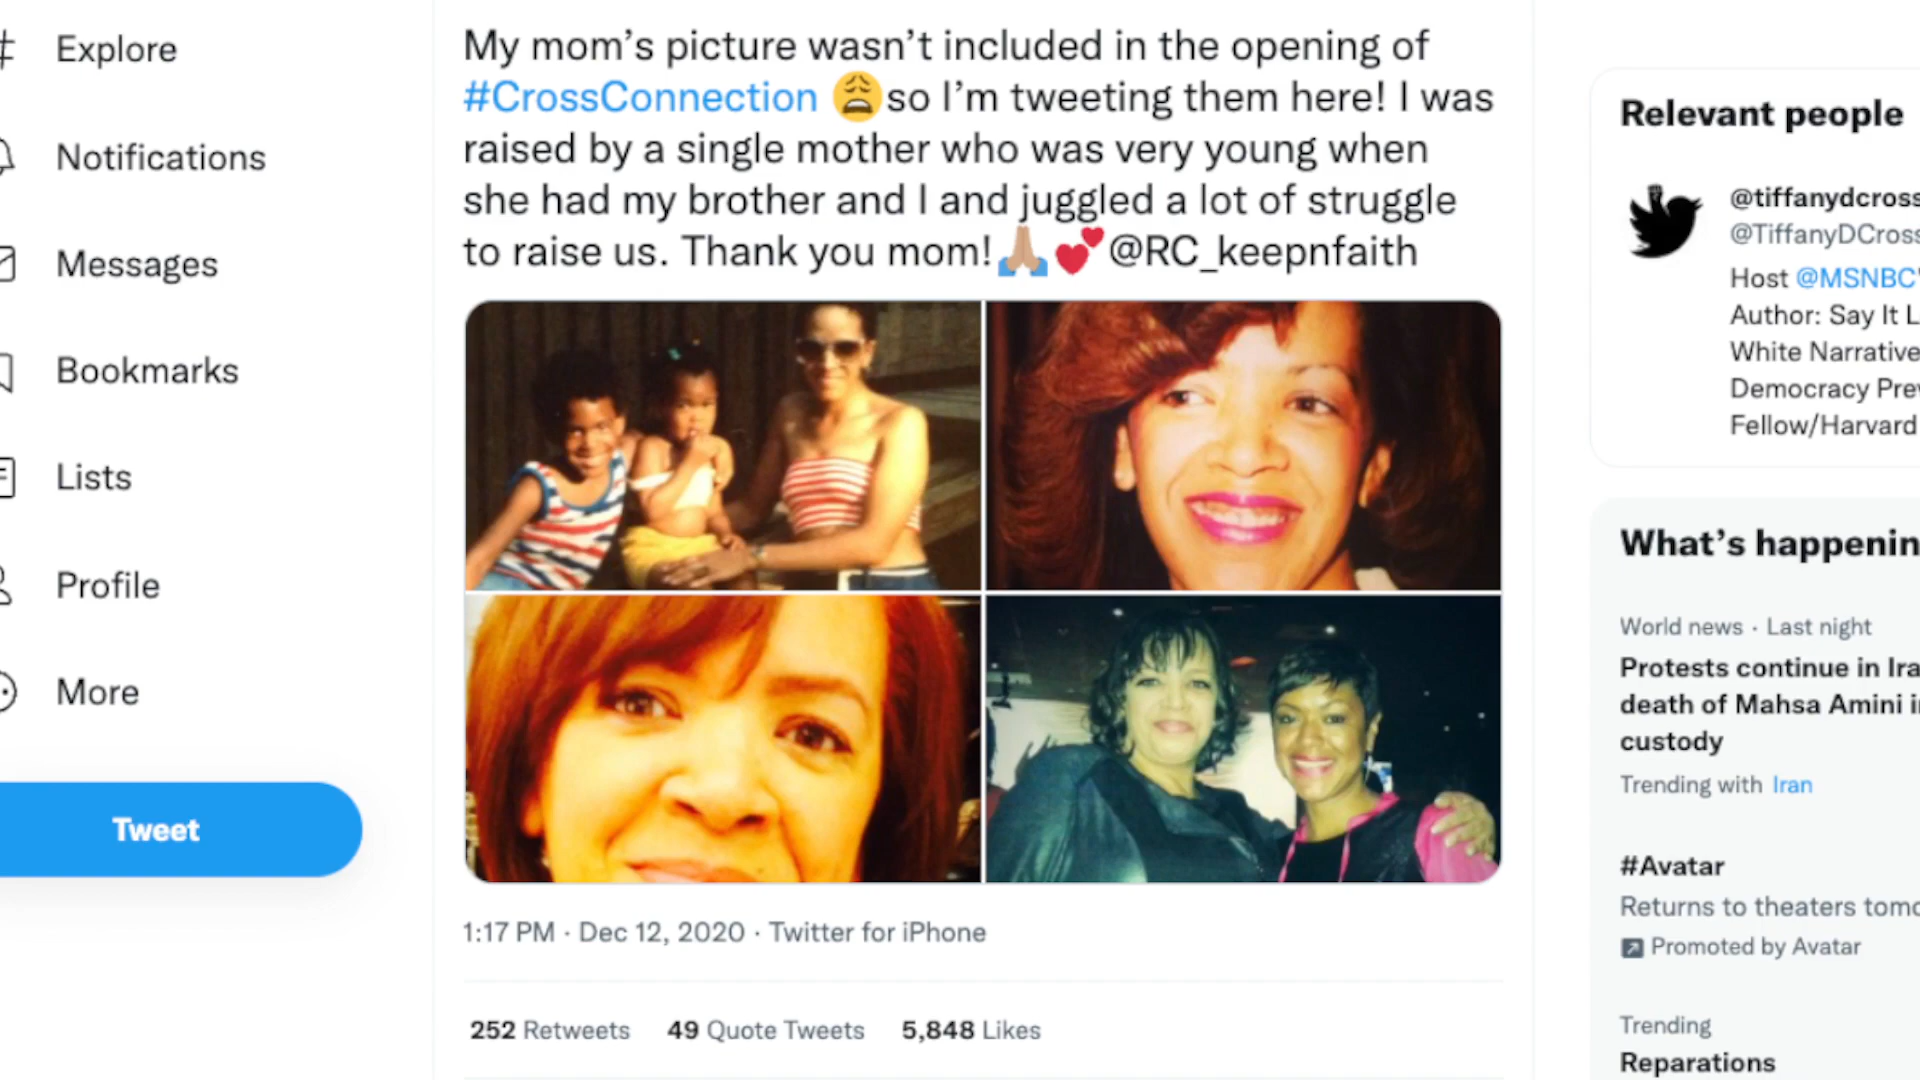 Explore
Notifications
Messages
Bookmarks
Lists
Profile
More
Tweet
My mom’s picture wasn’t included in the opening of
#CrossConnection 😩so I’m tweeting them here! I was
raised by a single mother who was very young when
she had my brother and I and juggled a lot of struggle
to raise us. Thank you mom!🙏🏽💕@RC_keepnfaith
1:17 PM · Dec 12, 2020 · Twitter for iPhone
252 Retweets 49 Quote Tweets 5,848 Likes
Relevant people
@tiffanydcross
@TiffanyDCross
Host @MSNBC'
Author: Say It L
White Narrative
Democracy Prev
Fellow/Harvard
What’s happenin
World news · Last night
Protests continue in Ira
death of Mahsa Amini i
custody
Trending with Iran
#Avatar
Returns to theaters tomo
Promoted by Avatar
Trending
Reparations